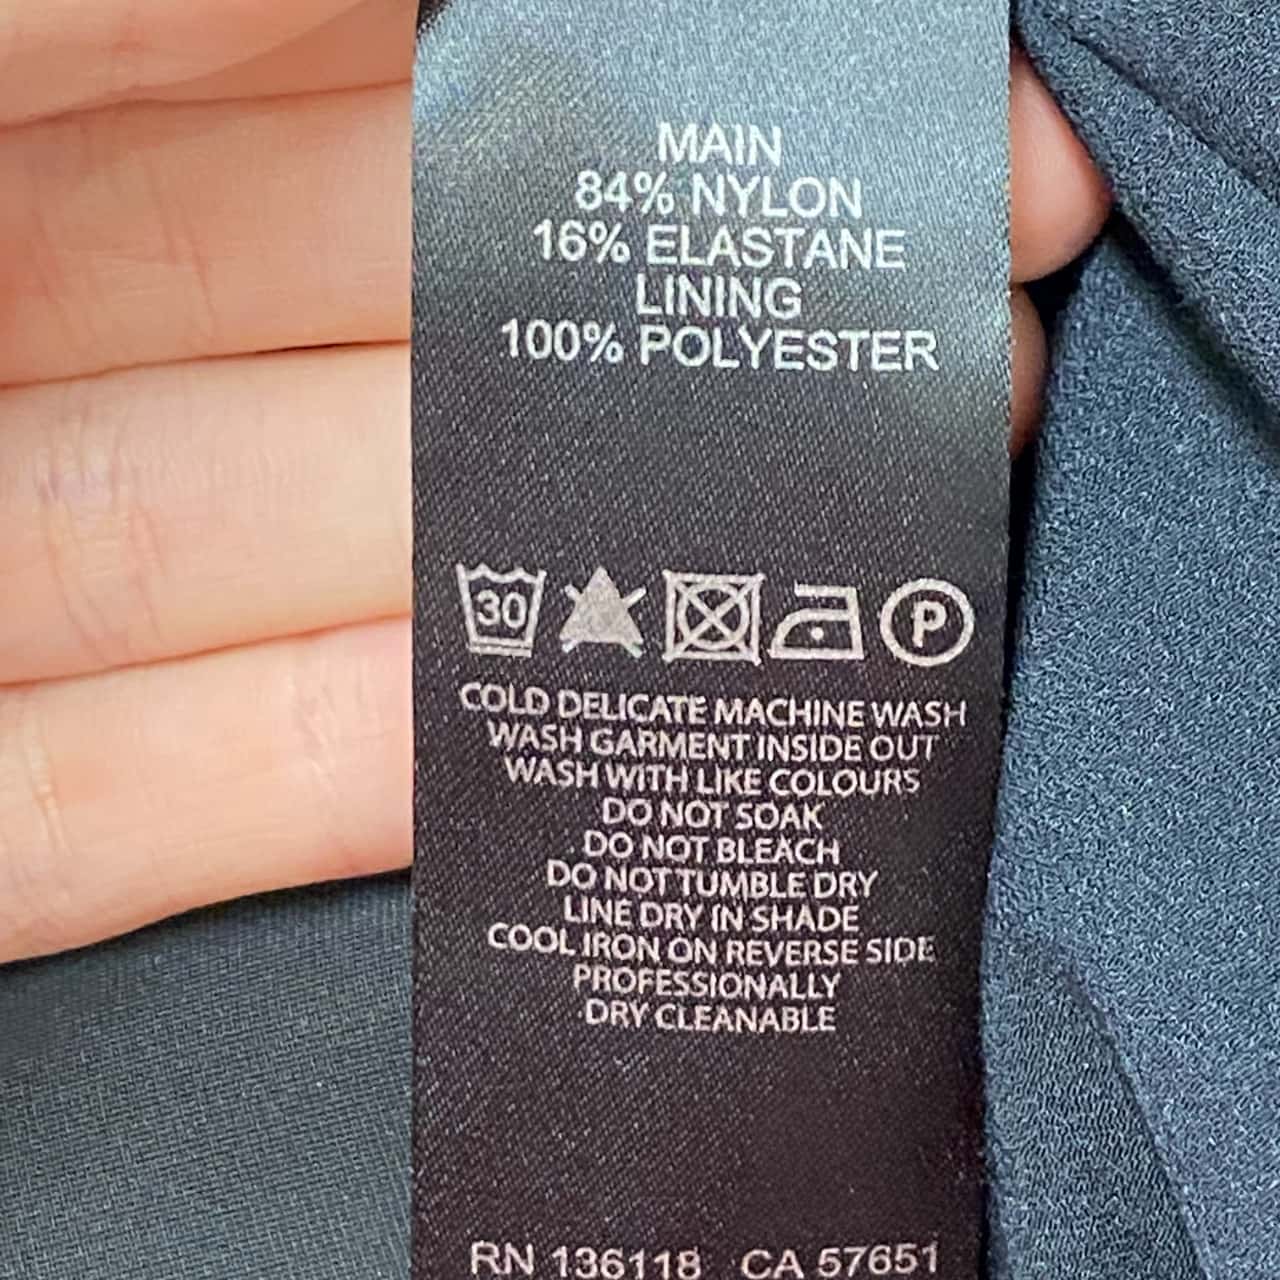 MAIN
84% NYLON
16% ELASTANE
LINING
100% POLYESTER
30 P
COLD DELICATE MACHINE WASH
WASH GARMENT INSIDE OUT
WASH WITH LIKE COLOURS
DO NOT SOAK
DO NOT BLEACH
DO NOT TUMBLE DRY
LINE DRY IN SHADE
COOL IRON ON REVERSE SIDE
PROFESSIONALLY
DRY CLEANABLE
RN 136118 CA 57651